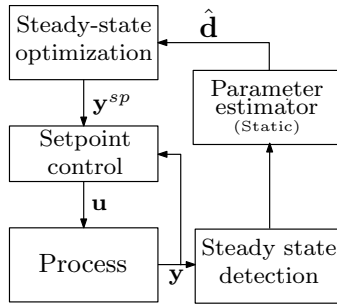 Steady-state
optimization
d̂
y^{sp}
Parameter
estimator
(Static)
Setpoint
control
u
Process
y
Steady state
detection